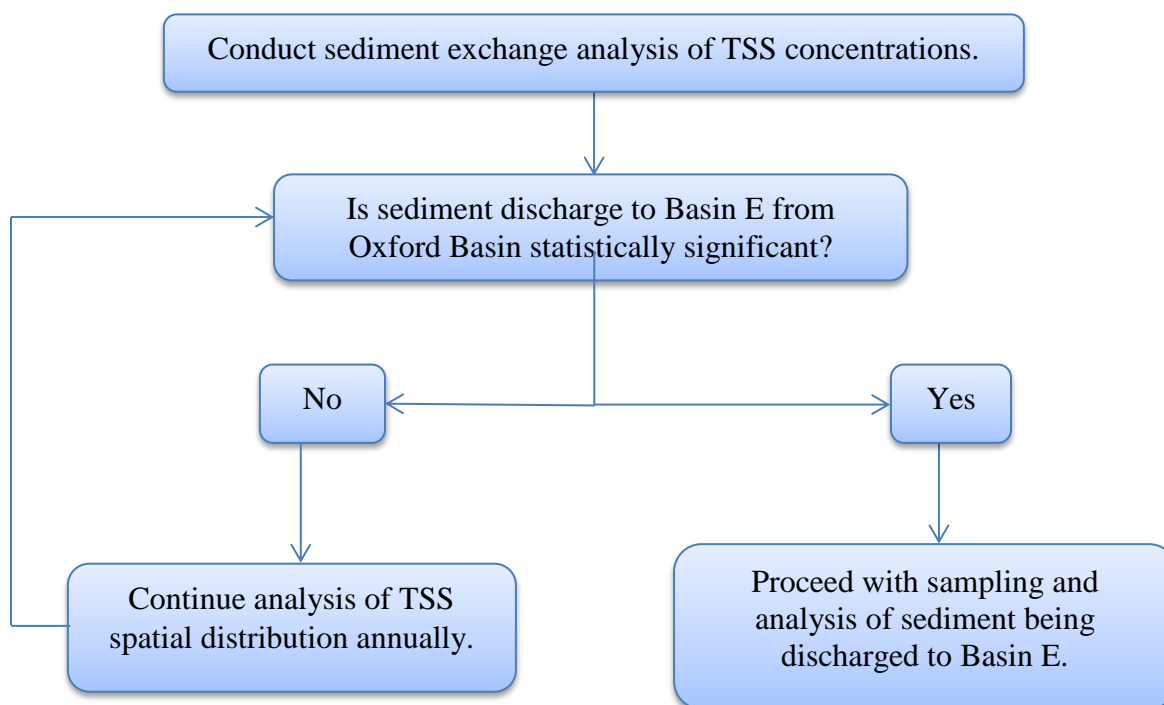 Conduct sediment exchange analysis of TSS concentrations.
Is sediment discharge to Basin E from
Oxford Basin statistically significant?
No
Yes
Continue analysis of TSS
spatial distribution annually.
Proceed with sampling and
analysis of sediment being
discharged to Basin E.